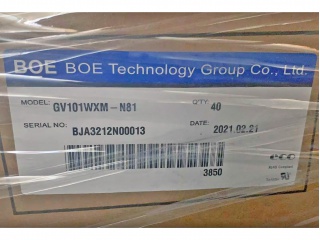 BOE BOE Technology Group Co., Ltd.
MODEL: GV101WXM-N81 Q'TY: 40
SERIAL NO: BJA3212N00013 DATE: 2021.02.21
3850